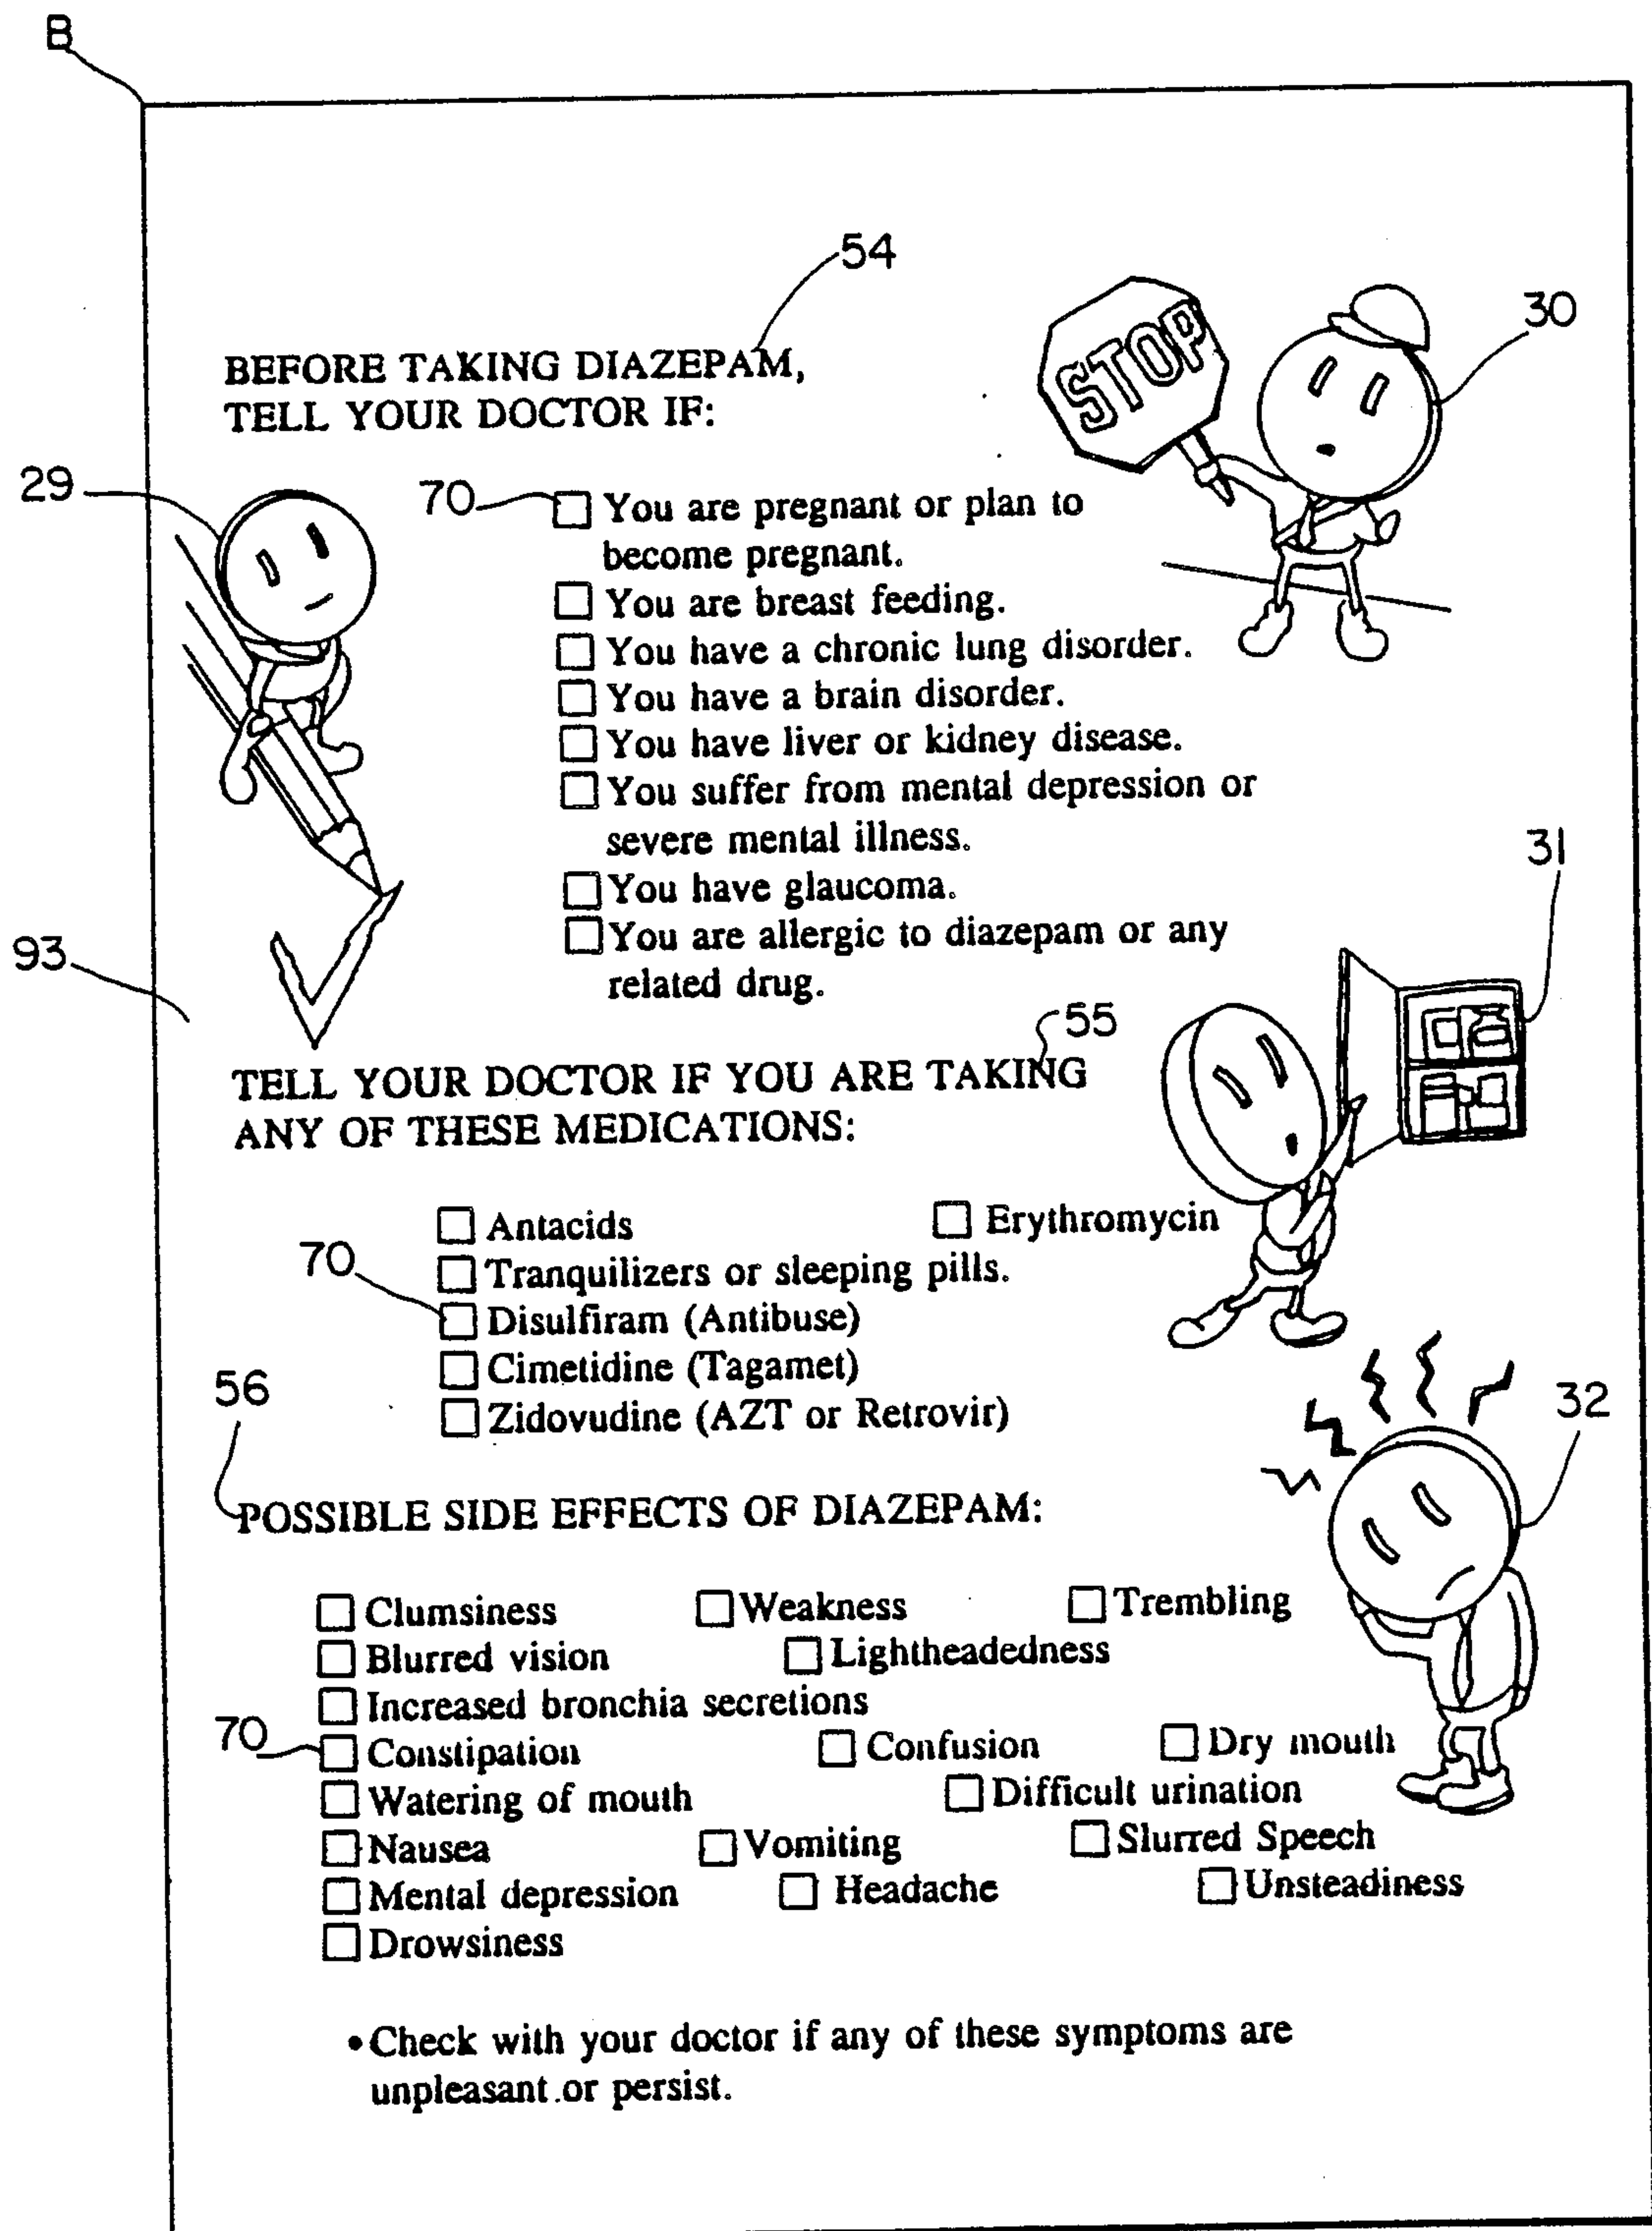 B
54
BEFORE TAKING DIAZEPAM,
TELL YOUR DOCTOR IF:
STOP
30
29
70
□ You are pregnant or plan to
become pregnant.
□ You are breast feeding.
□ You have a chronic lung disorder.
□ You have a brain disorder.
□ You have liver or kidney disease.
□ You suffer from mental depression or
severe mental illness.
□ You have glaucoma.
□ You are allergic to diazepam or any
related drug.
31
93
55
TELL YOUR DOCTOR IF YOU ARE TAKING
ANY OF THESE MEDICATIONS:
□ Antacids □ Erythromycin
70
□ Tranquilizers or sleeping pills.
□ Disulfiram (Antibuse)
□ Cimetidine (Tagamet)
□ Zidovudine (AZT or Retrovir)
56
32
POSSIBLE SIDE EFFECTS OF DIAZEPAM:
□ Clumsiness □ Weakness □ Trembling
□ Blurred vision □ Lightheadedness
□ Increased bronchia secretions
70
□ Constipation □ Confusion □ Dry mouth
□ Watering of mouth □ Difficult urination
□ Nausea □ Vomiting □ Slurred Speech
□ Mental depression □ Headache □ Unsteadiness
□ Drowsiness
• Check with your doctor if any of these symptoms are
unpleasant or persist.